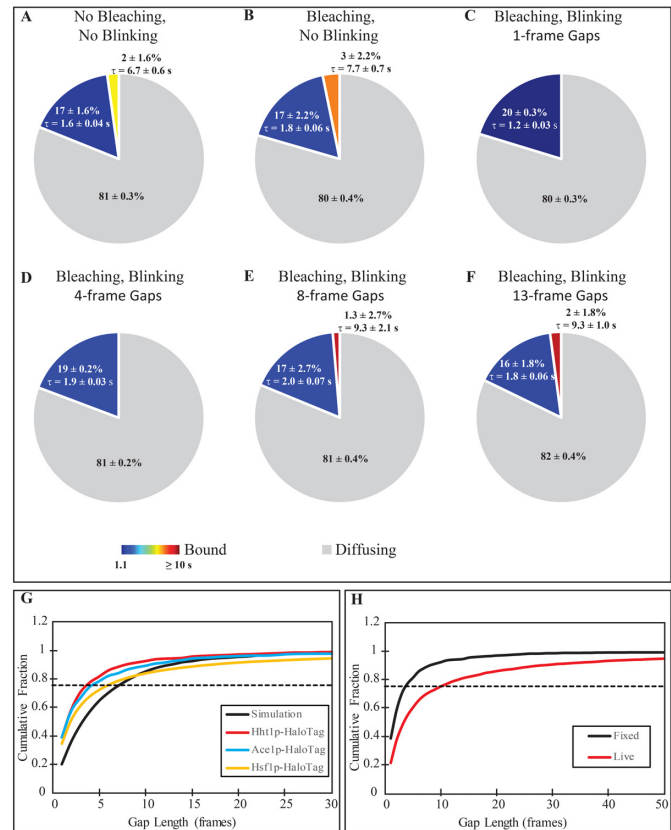 A
No Bleaching,
No Blinking
2 ± 1.6%
τ = 6.7 ± 0.6 s
17 ± 1.6%
τ = 1.6 ± 0.04 s
81 ± 0.3%
B
Bleaching,
No Blinking
3 ± 2.2%
τ = 7.7 ± 0.7 s
17 ± 2.2%
τ = 1.8 ± 0.06 s
80 ± 0.4%
C
Bleaching, Blinking
1-frame Gaps
20 ± 0.3%
τ = 1.2 ± 0.03 s
80 ± 0.3%
D
Bleaching, Blinking
4-frame Gaps
19 ± 0.2%
τ = 1.9 ± 0.03 s
81 ± 0.2%
E
Bleaching, Blinking
8-frame Gaps
1.3 ± 2.7%
τ = 9.3 ± 2.1 s
17 ± 2.7%
τ = 2.0 ± 0.07 s
81 ± 0.4%
F
Bleaching, Blinking
13-frame Gaps
2 ± 1.8%
τ = 9.3 ± 1.0 s
16 ± 1.8%
τ = 1.8 ± 0.06 s
82 ± 0.4%
Bound
1.1
≥ 10 s
Diffusing
G
Cumulative Fraction
1.2
1
0.8
0.6
0.4
0.2
0
Simulation
Hht1p-HaloTag
Ace1p-HaloTag
Hsf1p-HaloTag
0 5 10 15 20 25 30
Gap Length (frames)
H
Cumulative Fraction
1.2
1
0.8
0.6
0.4
0.2
0
Fixed
Live
0 10 20 30 40 50
Gap Length (frames)